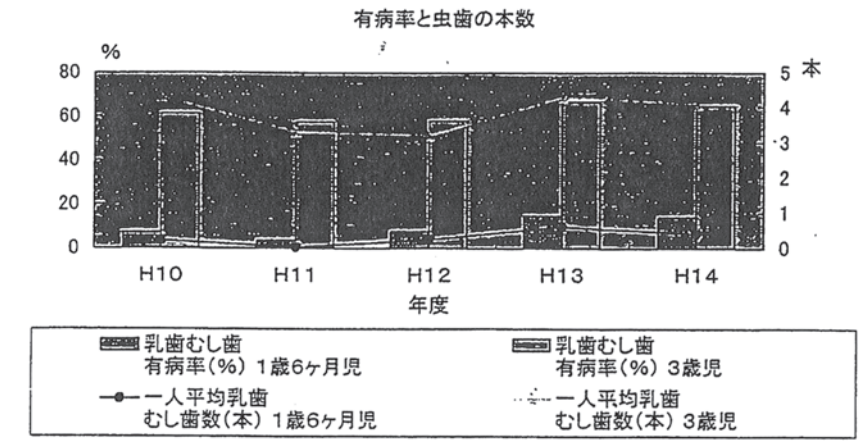 有病率と虫歯の本数
%
本
80
60
40
20
0
5
4
3
2
1
0
H10 H11 H12 H13 H14
年度
乳歯むし歯
有病率(%) 1歳6ヶ月児
乳歯むし歯
有病率(%) 3歳児
一人平均乳歯
むし歯数(本) 1歳6ヶ月児
一人平均乳歯
むし歯数(本) 3歳児